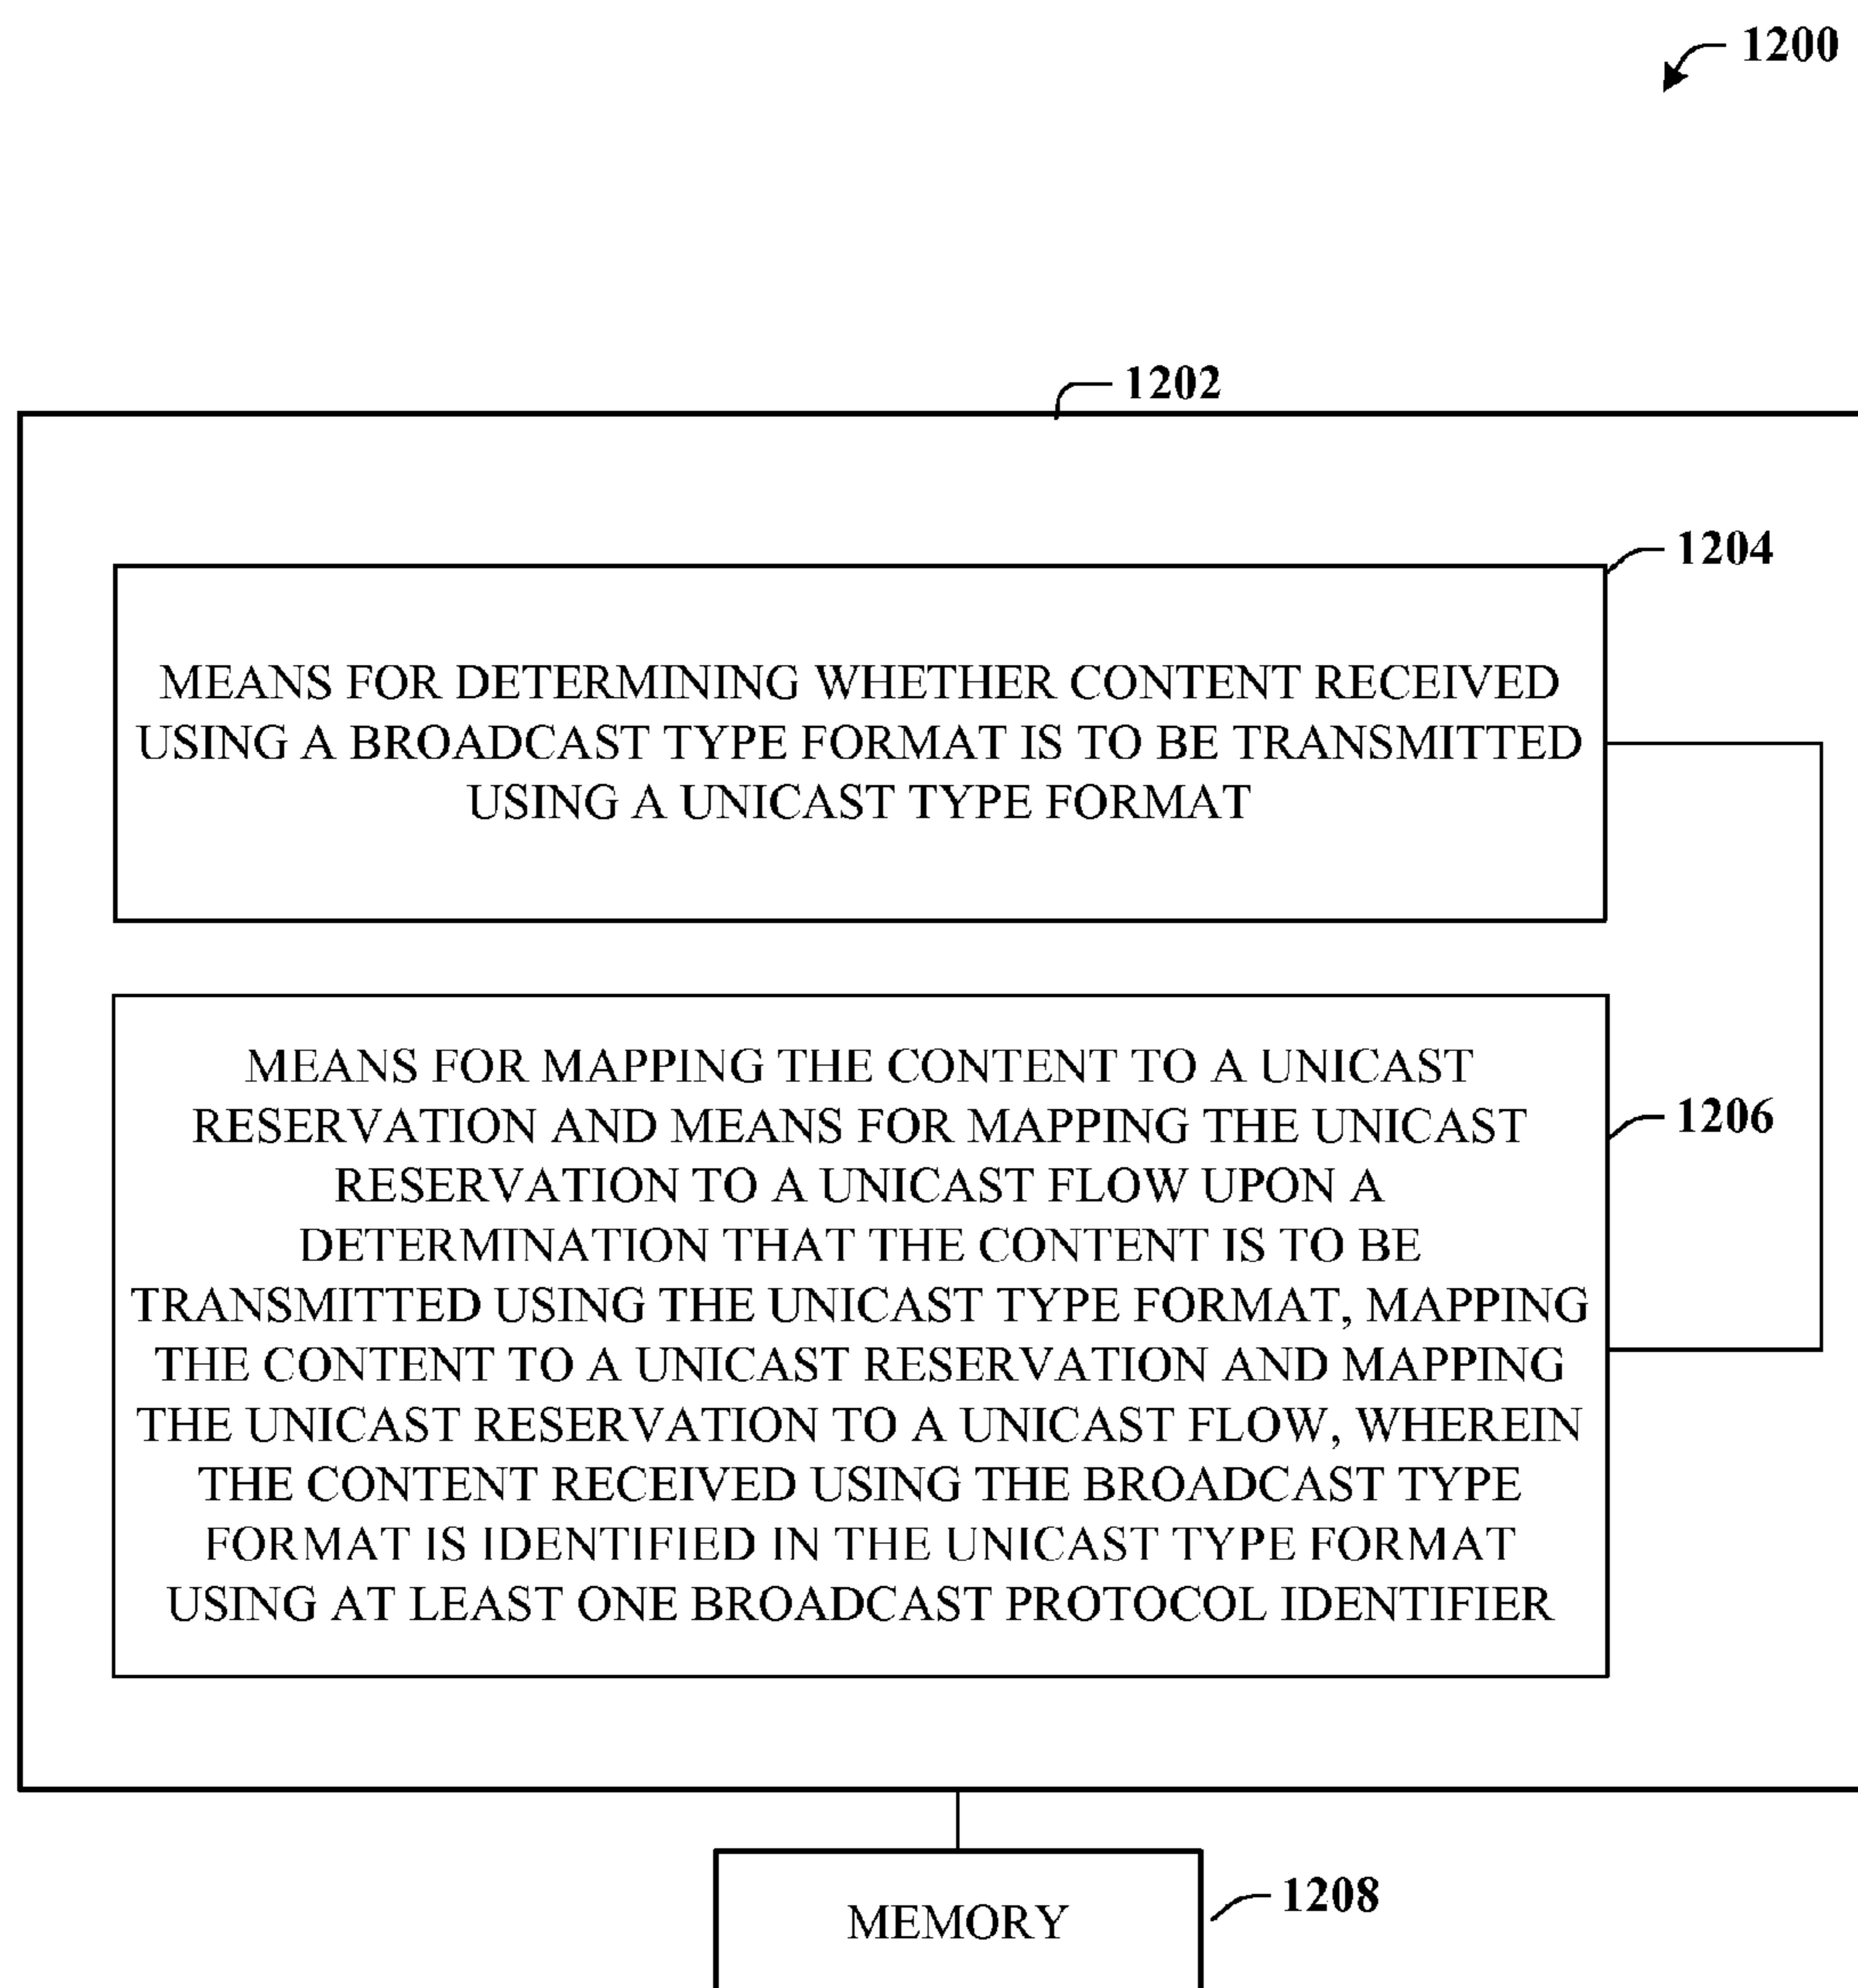 1200
1202
1204
MEANS FOR DETERMINING WHETHER CONTENT RECEIVED
USING A BROADCAST TYPE FORMAT IS TO BE TRANSMITTED
USING A UNICAST TYPE FORMAT
MEANS FOR MAPPING THE CONTENT TO A UNICAST
RESERVATION AND MEANS FOR MAPPING THE UNICAST
1206
RESERVATION TO A UNICAST FLOW UPON A
DETERMINATION THAT THE CONTENT IS TO BE
TRANSMITTED USING THE UNICAST TYPE FORMAT, MAPPING
THE CONTENT TO A UNICAST RESERVATION AND MAPPING
THE UNICAST RESERVATION TO A UNICAST FLOW, WHEREIN
THE CONTENT RECEIVED USING THE BROADCAST TYPE
FORMAT IS IDENTIFIED IN THE UNICAST TYPE FORMAT
USING AT LEAST ONE BROADCAST PROTOCOL IDENTIFIER
1208
MEMORY